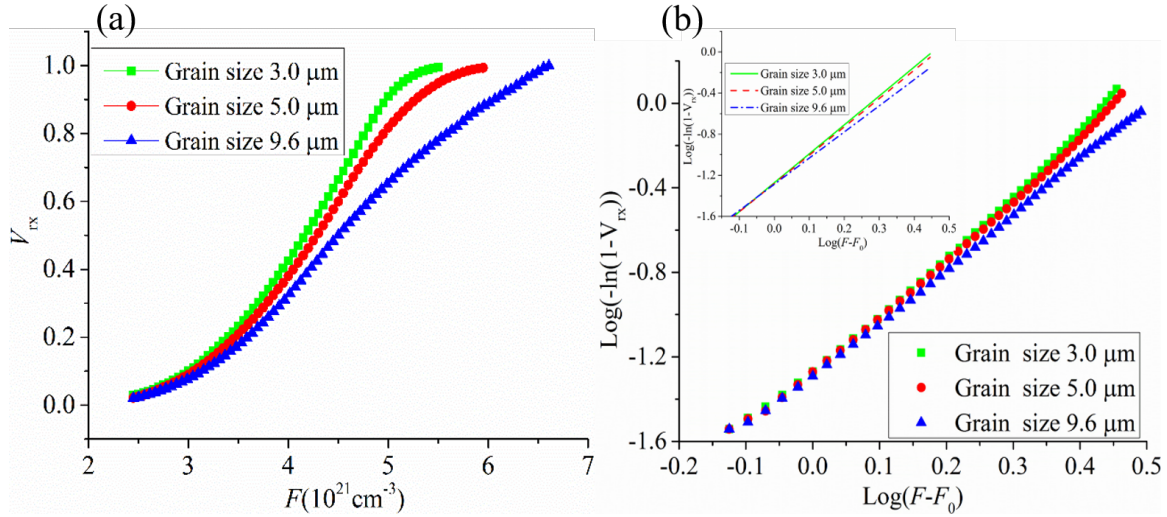 (a)
Grain size 3.0 μm
Grain size 5.0 μm
Grain size 9.6 μm
1.0
0.8
0.6
0.4
0.2
0.0
V_rx
2 3 4 5 6 7
F(10^21cm^-3)
(b)
0.0
-0.4
-0.8
-1.2
-1.6
Log(-ln(1-V_rx))
Grain size 3.0 μm
Grain size 5.0 μm
Grain size 9.6 μm
0.0
-0.4
-0.8
-1.2
-1.6
Log(-ln(1-V_rx))
-0.1 0.0 0.1 0.2 0.3 0.4 0.5
Log(F-F_0)
Grain size 3.0 μm
Grain size 5.0 μm
Grain size 9.6 μm
-0.2 -0.1 0.0 0.1 0.2 0.3 0.4 0.5
Log(F-F_0)